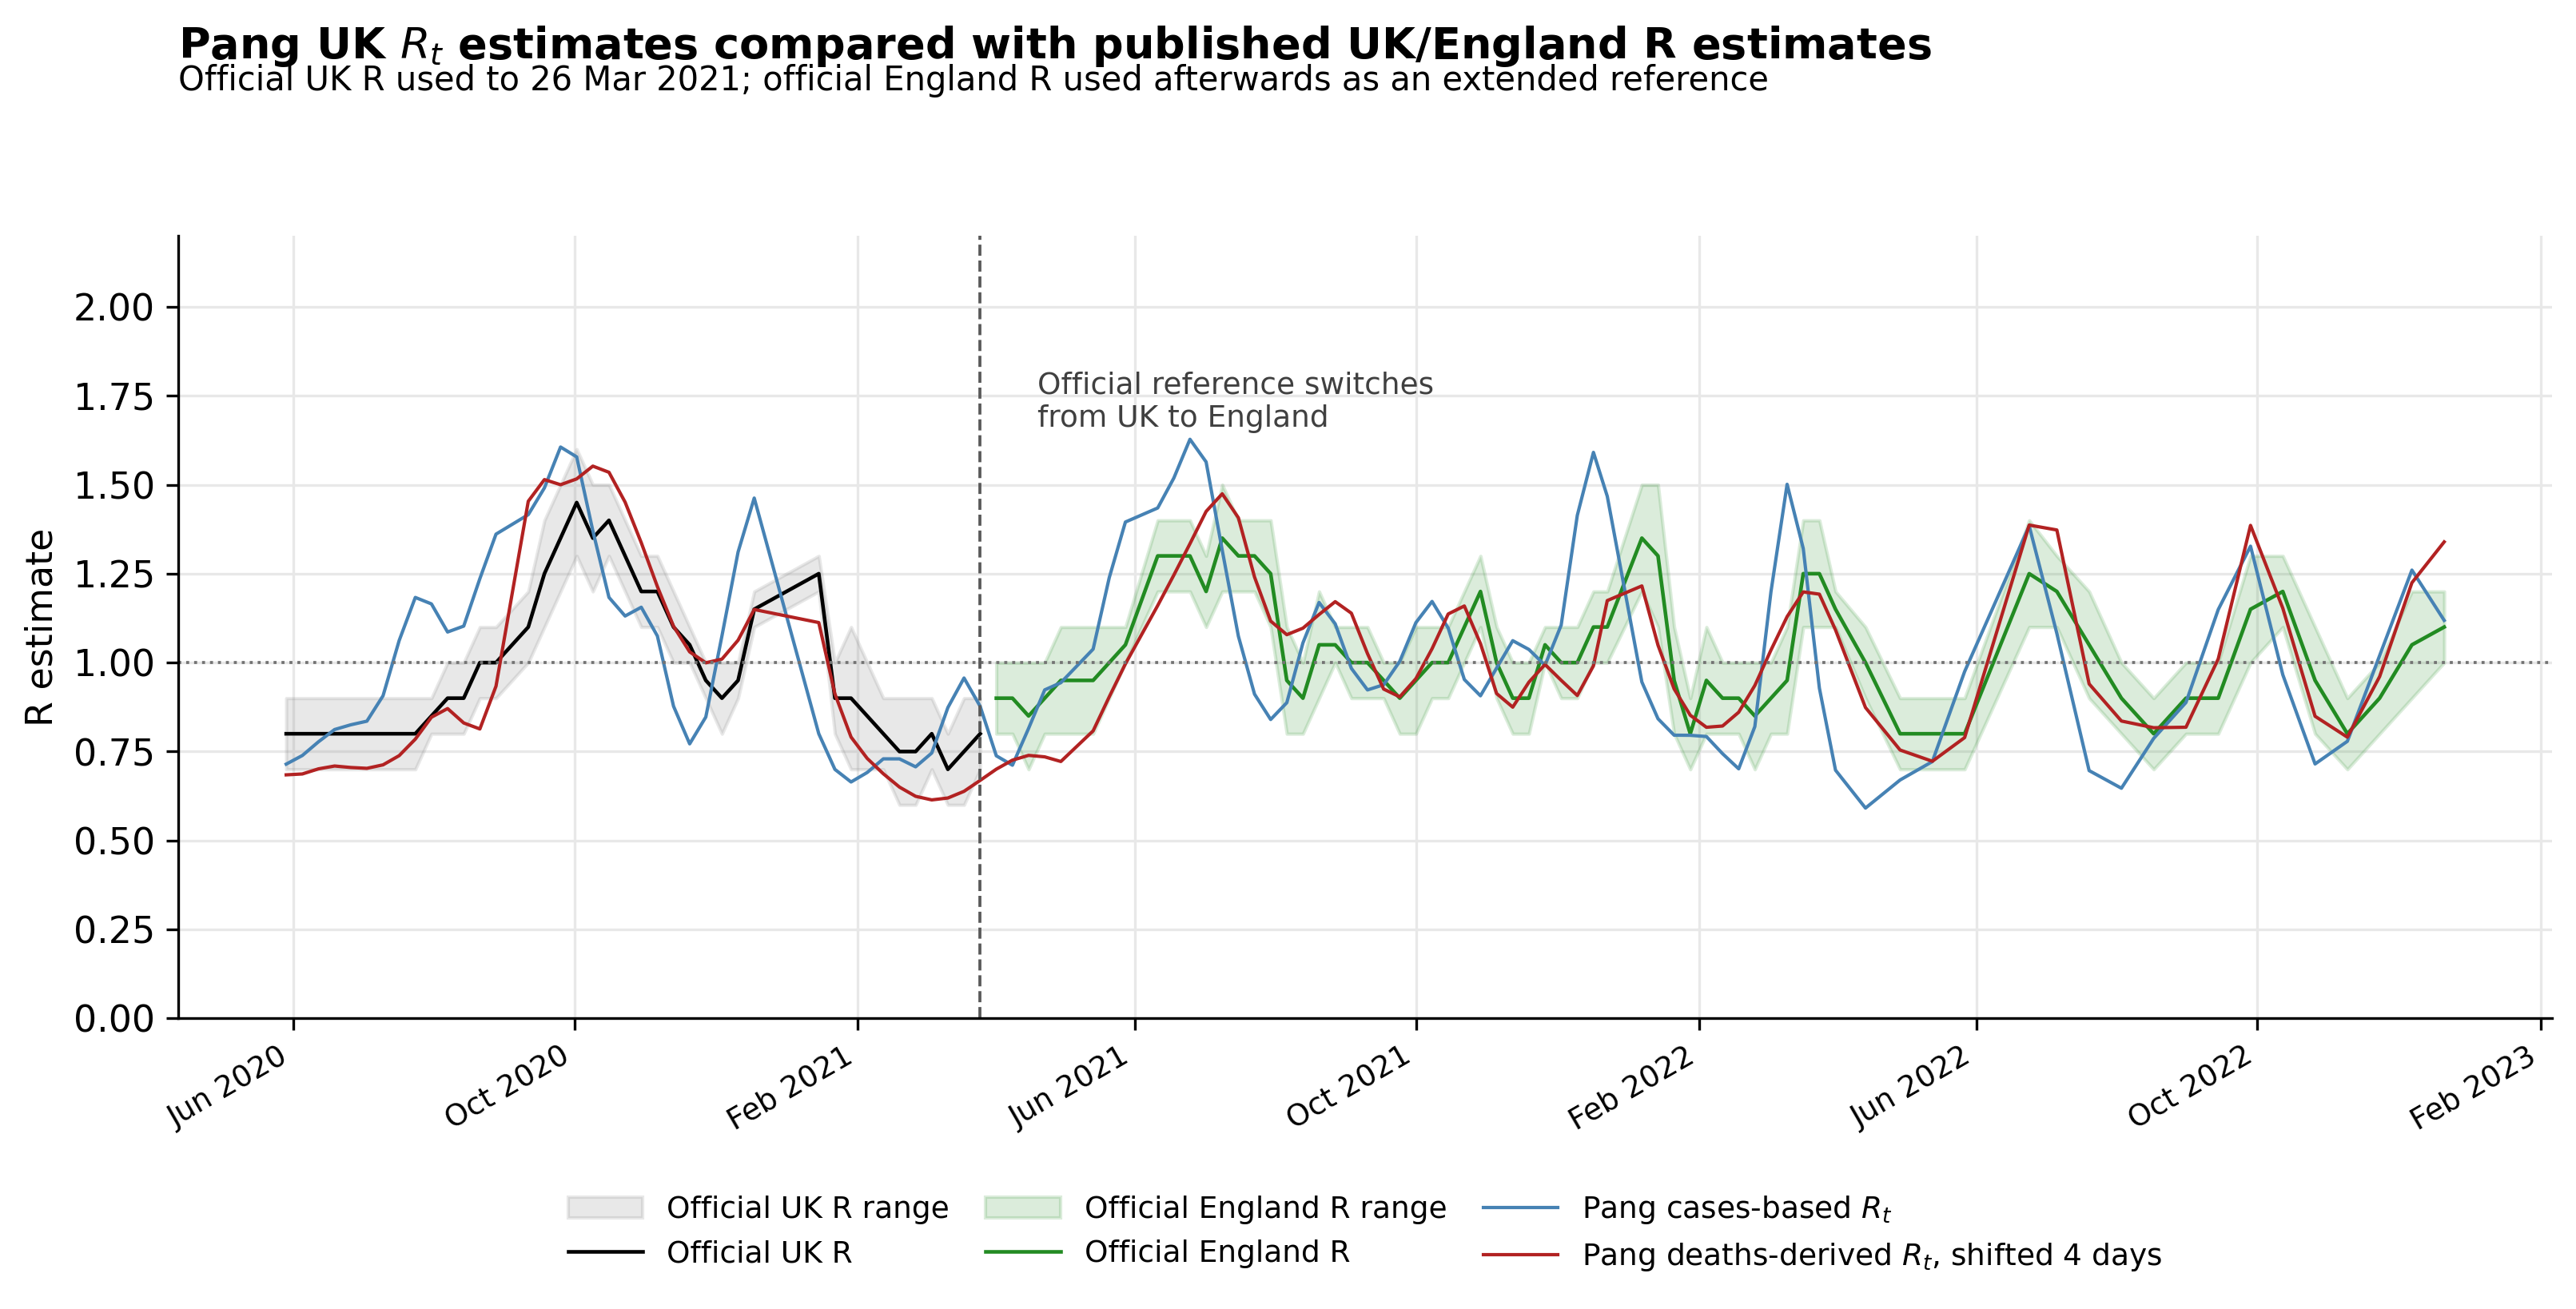 Pang UK Rₜ estimates compared with published UK/England R estimates
Official UK R used to 26 Mar 2021; official England R used afterwards as an extended reference
R estimate
2.00
1.75
1.50
1.25
1.00
0.75
0.50
0.25
0.00
Official reference switches
from UK to England
Jun 2020
Oct 2020
Feb 2021
Jun 2021
Oct 2021
Feb 2022
Jun 2022
Oct 2022
Feb 2023
Official UK R range
Official UK R
Official England R range
Official England R
Pang cases-based Rₜ
Pang deaths-derived Rₜ, shifted 4 days